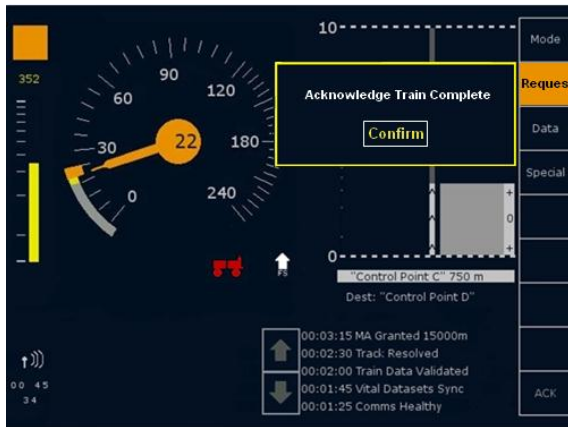 10
Mode
352
90
120
60
30
22
180
0
240
Acknowledge Train Complete
Confirm
Reques
Data
Special
+
0
+
0
FS
"Control Point C" 750 m
Dest: "Control Point D"
00:03:15 MA Granted 15000m
00:02:30 Track Resolved
00:02:00 Train Data Validated
00:01:45 Vital Datasets Sync
00:01:25 Comms Healthy
00 45
34
ACK